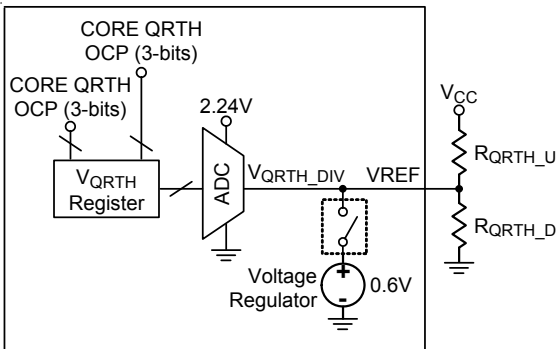 CORE QRTH
OCP (3-bits)
CORE QRTH
OCP (3-bits)
2.24V
VCC
RQRTH_U
VQRTH
Register
ADC
VQRTH_DIV
VREF
RQRTH_D
Voltage
Regulator
+
-
0.6V